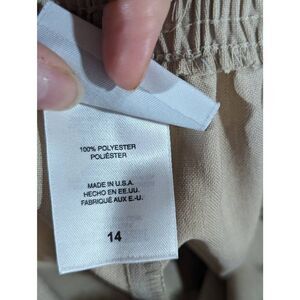 100% POLYESTER
POLIÉSTER
MADE IN U.S.A.
HECHO EN EE.UU.
FABRIQUÉ AUX E.-U.
14